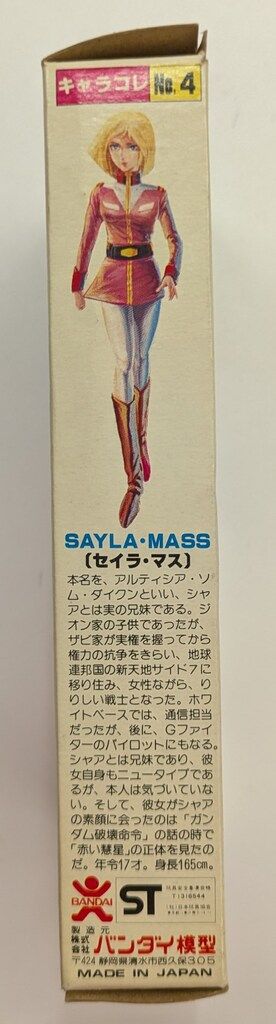 キャラコレ No.4
SAYLA・MASS
〔セイラ・マス〕
本名を、アルティシア・ソ
ム・ダイクンといい、シャ
アとは実の兄妹である。ジ
オン家の子供であったが、
ザビ家が実権を握ってから
権力の抗争をきらい、地球
連邦国の新天地サイド7に
移り住み、女性ながら、り
りしい戦士となった。ホワ
イトベースでは、通信担当
だったが、後に、Gファイ
ターのパイロットにもなる。
シャアとは兄妹であり、彼
女自身もニュータイプであ
るが、本人は気づいていな
い。そして、彼女がシャア
の素顔に会ったのは「ガン
ダム破壊命令」の話の時で
「赤い彗星」の正体を見たの
だ。年令17才。身長165cm。
BANDAI
ST
製造元
株式会社 バンダイ模型
〒424 静岡県清水市西久保305
MADE IN JAPAN